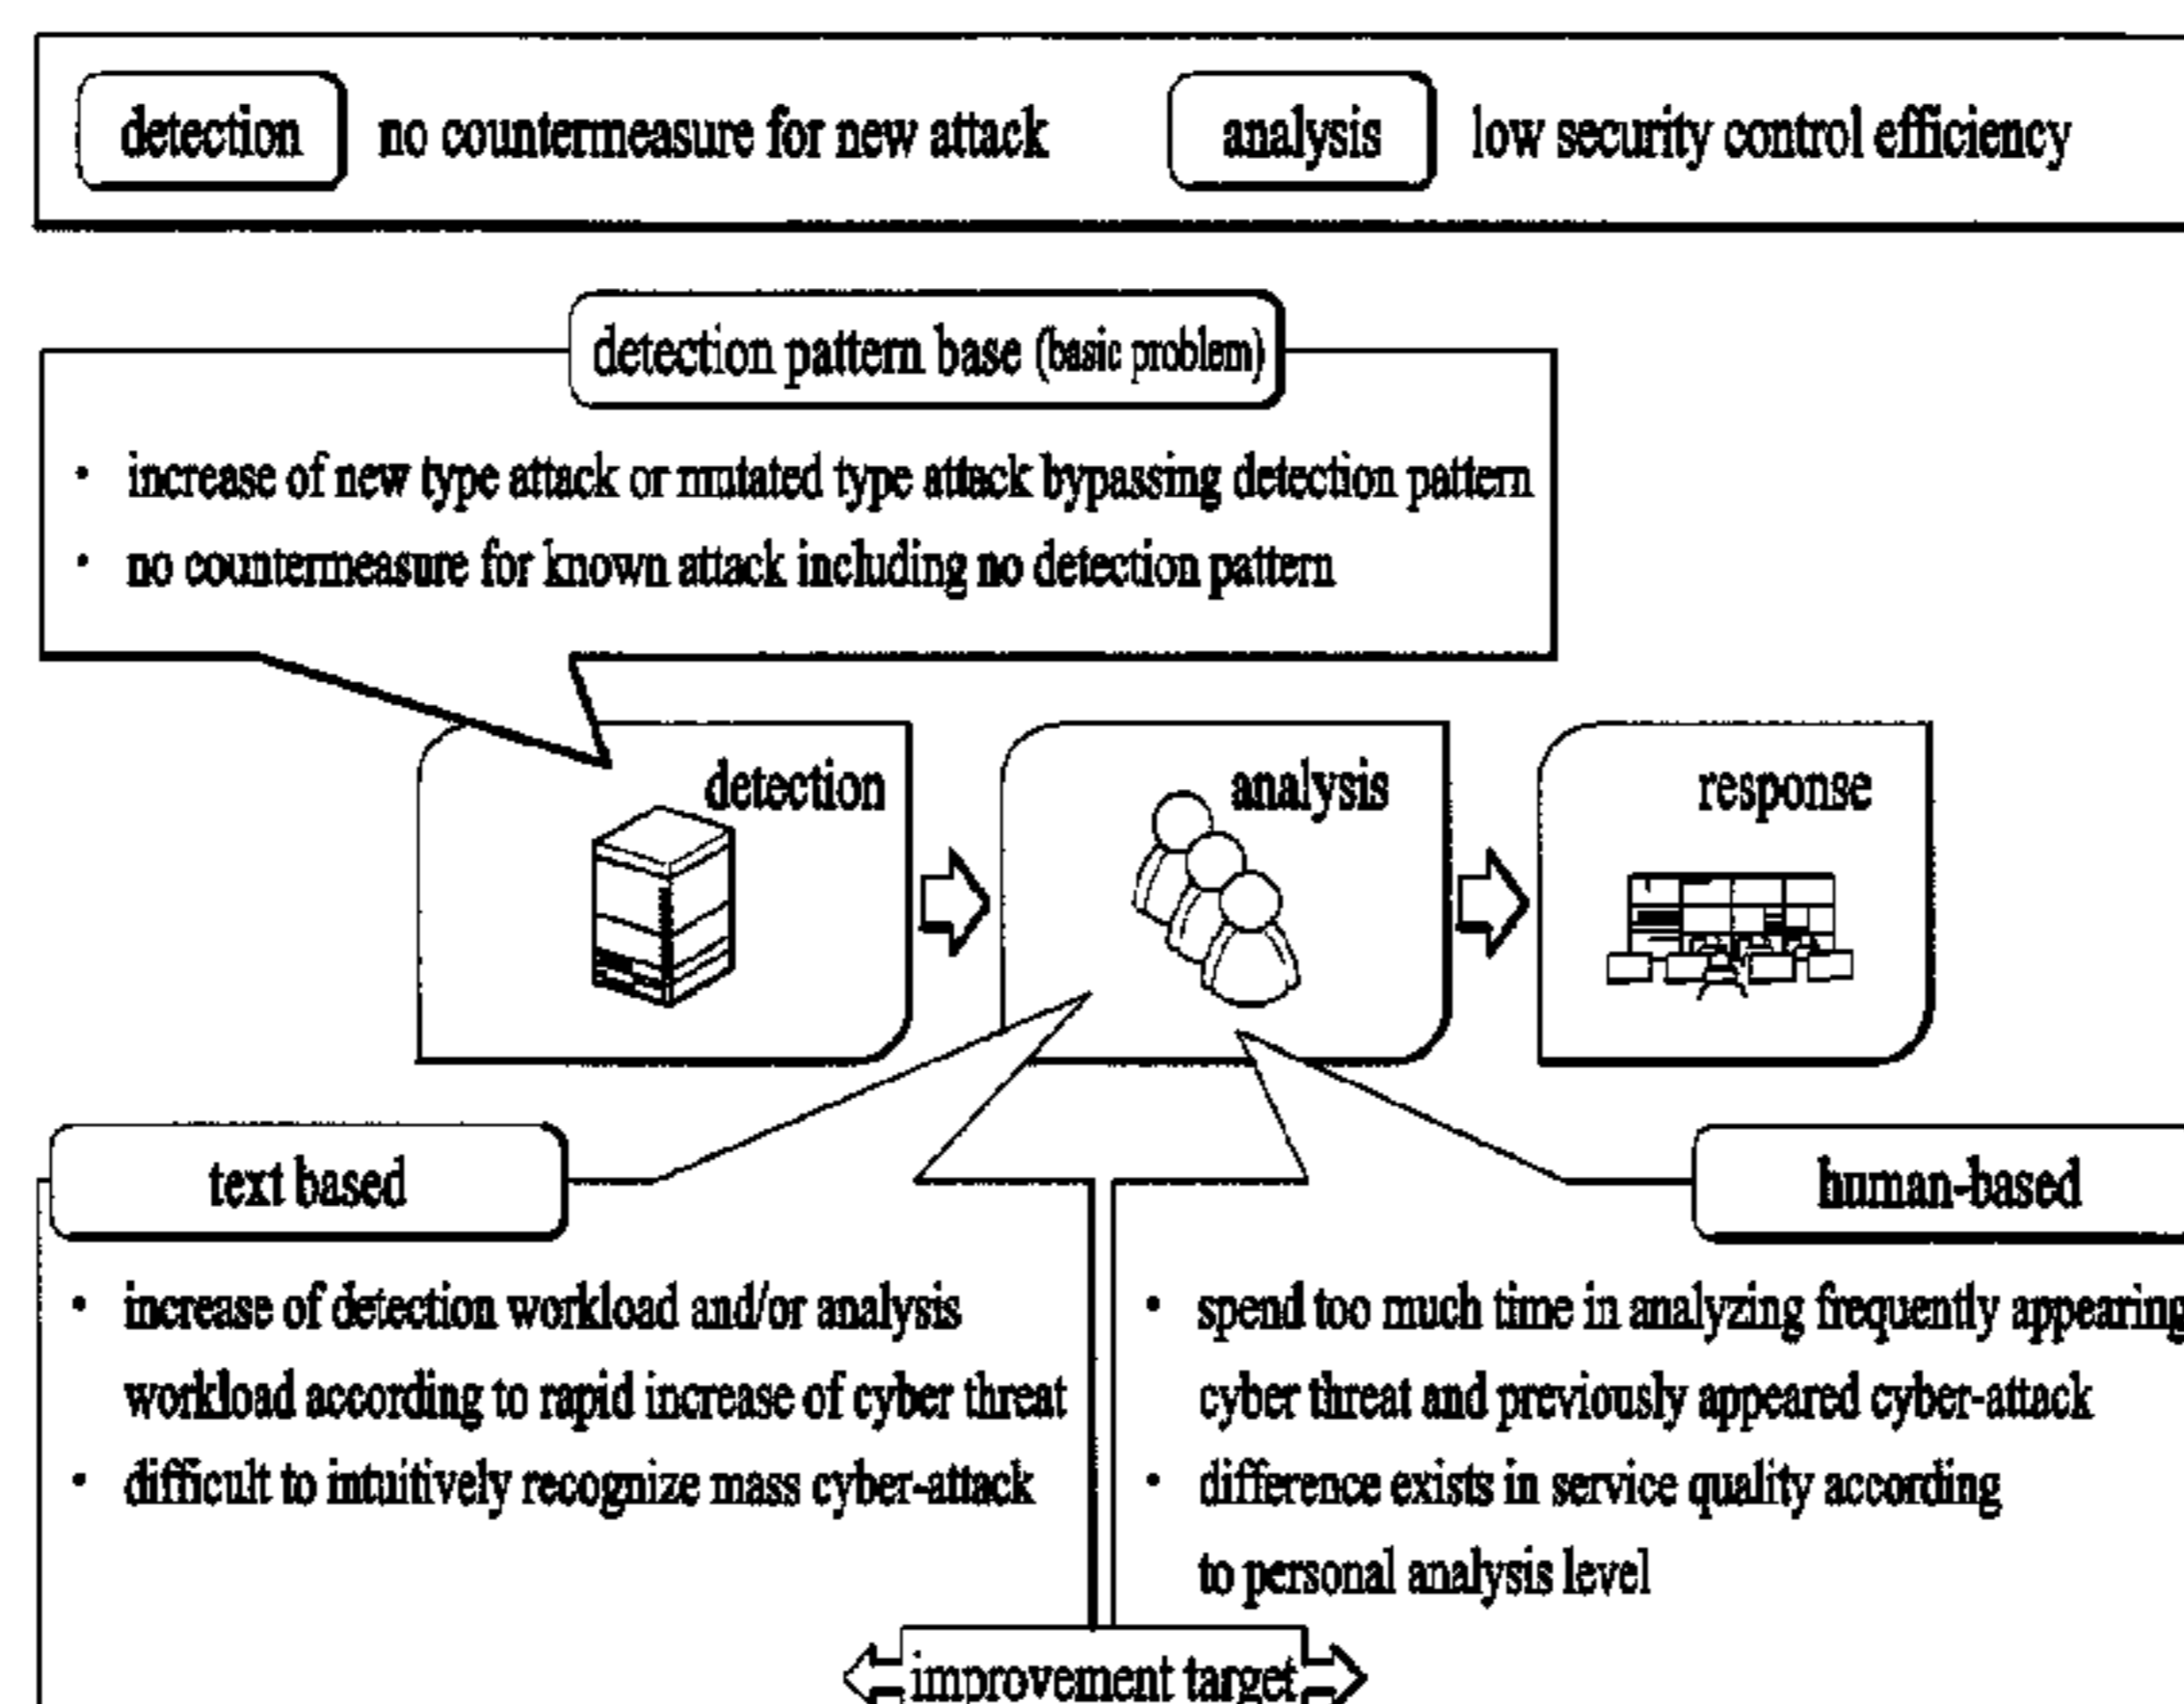 detection no countermeasure for new attack analysis low security control efficiency
detection pattern base (basic problem)
• increase of new type attack or mutated type attack bypassing detection pattern
• no countermeasure for known attack including no detection pattern
detection
analysis
response
text based
• increase of detection workload and/or analysis
workload according to rapid increase of cyber threat
• difficult to intuitively recognize mass cyber-attack
human-based
• spend too much time in analyzing frequently appearing
cyber threat and previously appeared cyber-attack
• difference exists in service quality according
to personal analysis level
improvement target